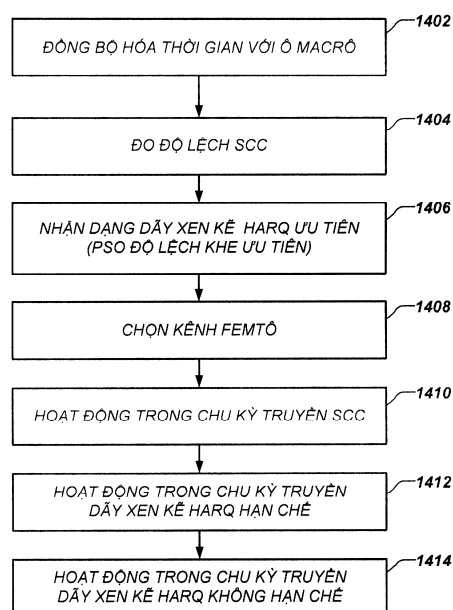 1402
ĐỒNG BỘ HÓA THỜI GIAN VỚI Ô MACRÔ
1404
ĐO ĐỘ LỆCH SCC
1406
NHẬN DẠNG DÃY XEN KẼ HARQ ƯU TIÊN
(PSO ĐỘ LỆCH KHE ƯU TIÊN)
1408
CHỌN KÊNH FEMTÔ
1410
HOẠT ĐỘNG TRONG CHU KỲ TRUYỀN SCC
1412
HOẠT ĐỘNG TRONG CHU KỲ TRUYỀN
DÃY XEN KẼ HARQ HẠN CHẾ
1414
HOẠT ĐỘNG TRONG CHU KỲ TRUYỀN
DÃY XEN KẼ HARQ KHÔNG HẠN CHẾ